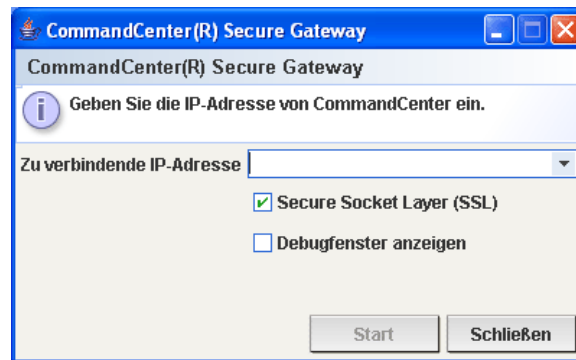 CommandCenter(R) Secure Gateway
CommandCenter(R) Secure Gateway
Geben Sie die IP-Adresse von CommandCenter ein.
Zu verbindende IP-Adresse
Secure Socket Layer (SSL)
Debugfenster anzeigen
Start Schließen